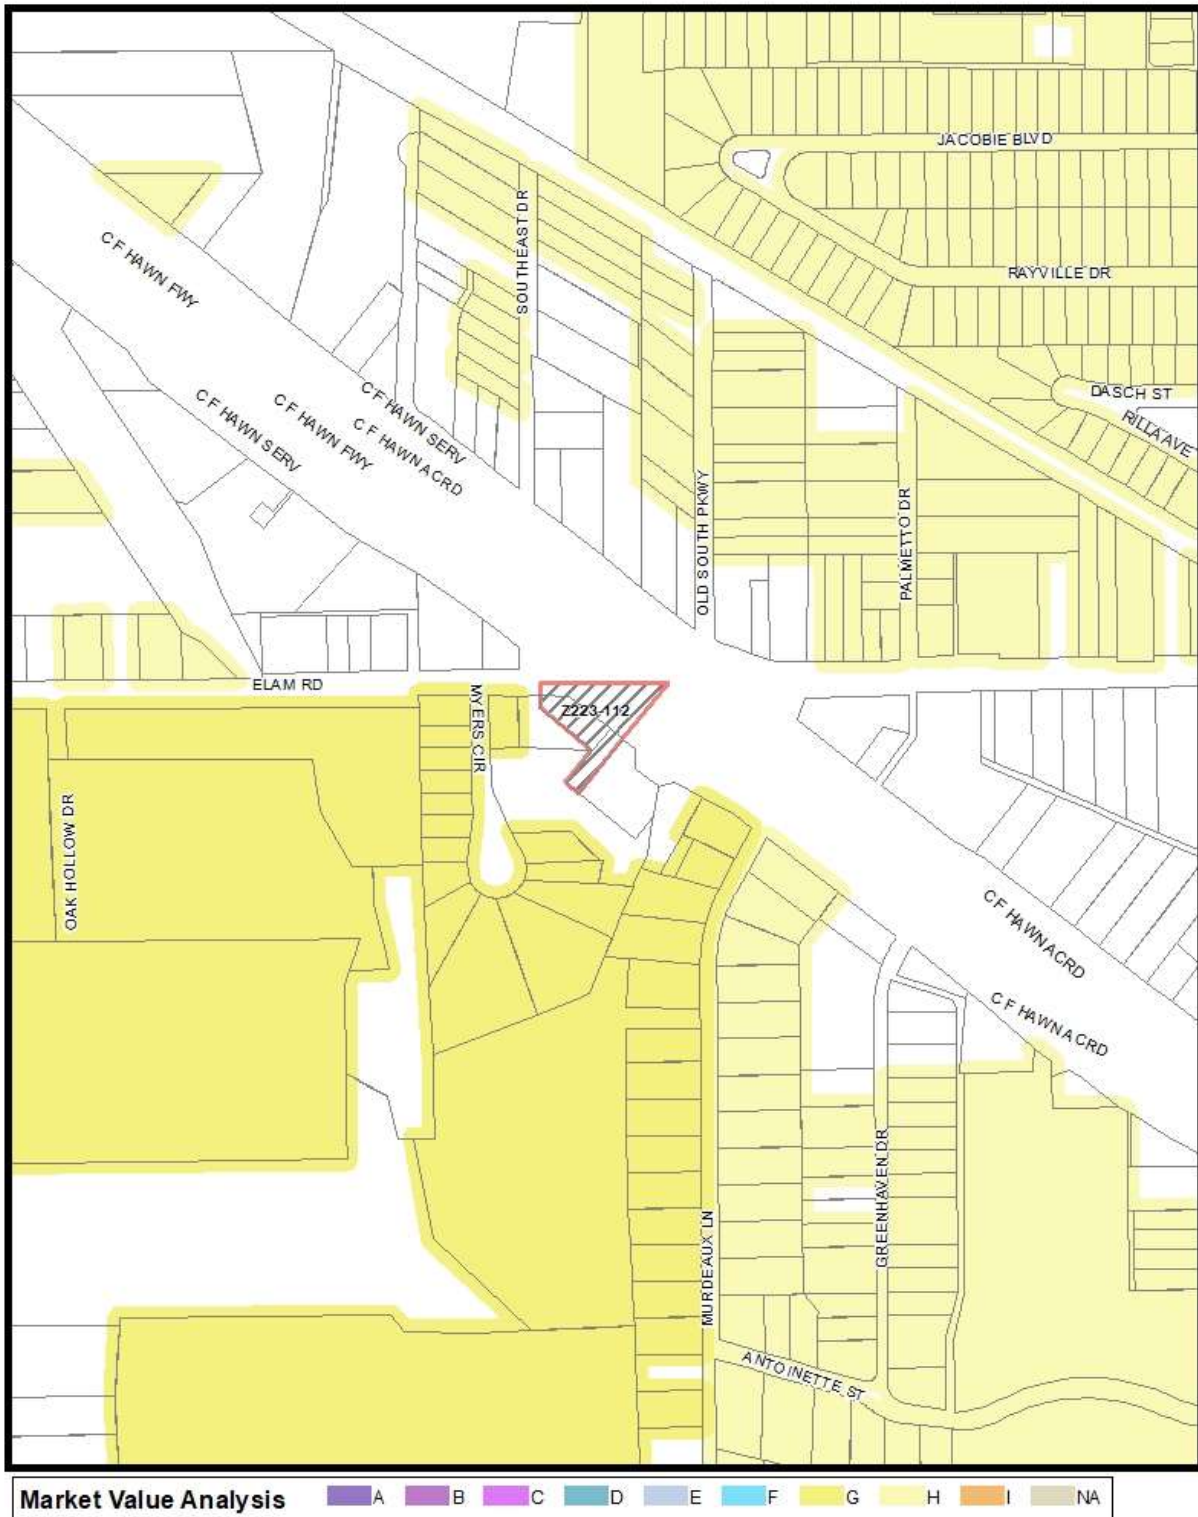 JACOBIE BLVD
SOUTHEAST DR
C F HAWN FWY
RAYVILLE DR
C F HAWN SERV
C F HAWN FWY
C F HAWN ACRD
C F HAWN SERV
DASCH ST
RILLA AVE
OLD SOUTH PKWY
PALMETTO DR
ELAM RD
MYERS CIR
Z223-112
OAK HOLLOW DR
C F HAWN ACRD
C F HAWN ACRD
GREENHAVEN DR
MURDEAUX LN
ANTOINETTE ST
Market Value Analysis A B C D E F G H I NA